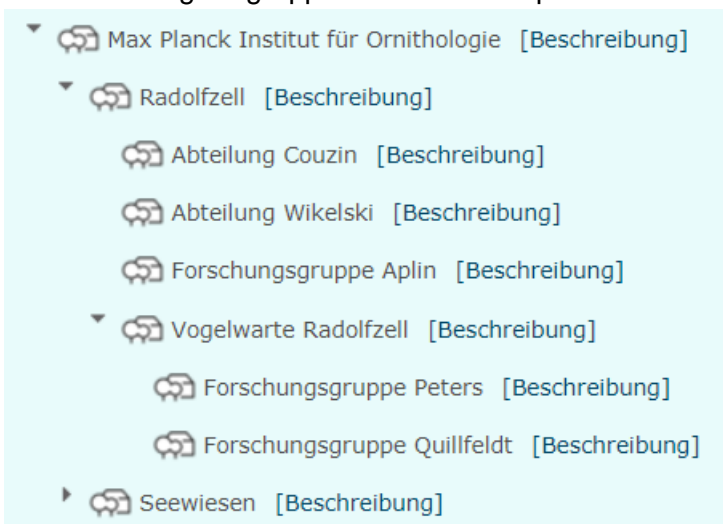 Max Planck Institut für Ornithologie [Beschreibung]
Radolfzell [Beschreibung]
Abteilung Couzin [Beschreibung]
Abteilung Wikelski [Beschreibung]
Forschungsgruppe Aplin [Beschreibung]
Vogelwarte Radolfzell [Beschreibung]
Forschungsgruppe Peters [Beschreibung]
Forschungsgruppe Quillfeldt [Beschreibung]
Seewiesen [Beschreibung]